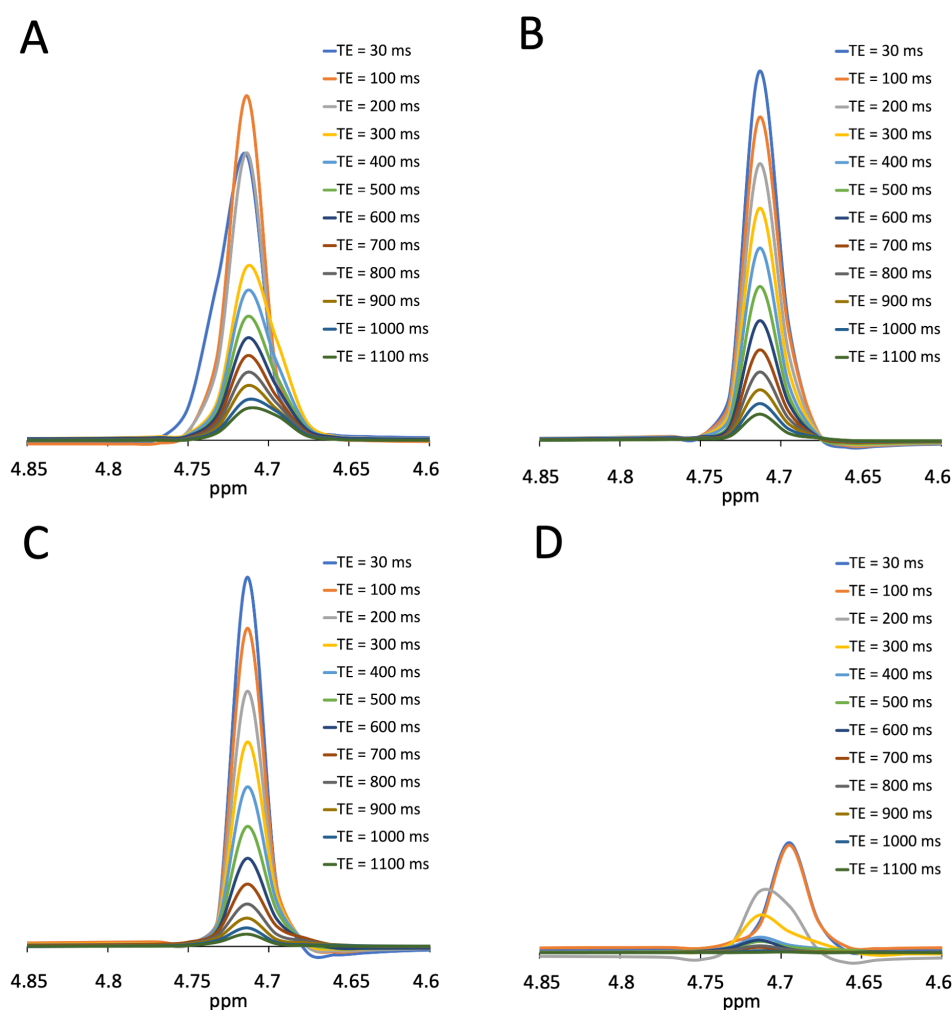 A
TE = 30 ms
TE = 100 ms
TE = 200 ms
TE = 300 ms
TE = 400 ms
TE = 500 ms
TE = 600 ms
TE = 700 ms
TE = 800 ms
TE = 900 ms
TE = 1000 ms
TE = 1100 ms
4.85 4.8 4.75 4.7 4.65 4.6
ppm
B
TE = 30 ms
TE = 100 ms
TE = 200 ms
TE = 300 ms
TE = 400 ms
TE = 500 ms
TE = 600 ms
TE = 700 ms
TE = 800 ms
TE = 900 ms
TE = 1000 ms
TE = 1100 ms
4.85 4.8 4.75 4.7 4.65 4.6
ppm
C
TE = 30 ms
TE = 100 ms
TE = 200 ms
TE = 300 ms
TE = 400 ms
TE = 500 ms
TE = 600 ms
TE = 700 ms
TE = 800 ms
TE = 900 ms
TE = 1000 ms
TE = 1100 ms
4.85 4.8 4.75 4.7 4.65 4.6
ppm
D
TE = 30 ms
TE = 100 ms
TE = 200 ms
TE = 300 ms
TE = 400 ms
TE = 500 ms
TE = 600 ms
TE = 700 ms
TE = 800 ms
TE = 900 ms
TE = 1000 ms
TE = 1100 ms
4.85 4.8 4.75 4.7 4.65 4.6
ppm